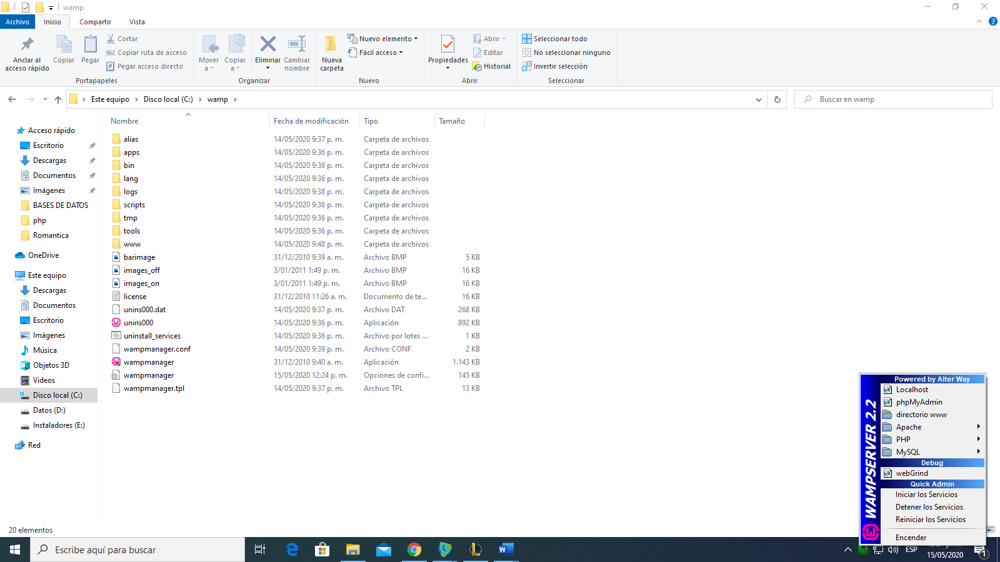 wamp
Archivo
Inicio
Compartir
Vista
Anclar al
acceso rápido
Copiar
Pegar
Cortar
Copiar ruta de acceso
Pegar acceso directo
Portapapeles
Mover
a
Copiar
a
Eliminar
Cambiar
nombre
Organizar
Nueva
carpeta
Nuevo elemento
Fácil acceso
Nuevo
Propiedades
Abrir
Editar
Historial
Abrir
Seleccionar todo
No seleccionar ninguno
Invertir selección
Seleccionar
Este equipo > Disco local (C:) > wamp >
Buscar en wamp
Acceso rápido
Escritorio
Descargas
Documentos
Imágenes
BASES DE DATOS
php
Romantica
OneDrive
Este equipo
Descargas
Documentos
Escritorio
Imágenes
Música
Objetos 3D
Videos
Disco local (C:)
Datos (D:)
Instaladores (E:)
Red
Nombre Fecha de modificación Tipo Tamaño
alias 14/05/2020 9:37 p. m. Carpeta de archivos
apps 14/05/2020 9:36 p. m. Carpeta de archivos
bin 14/05/2020 9:36 p. m. Carpeta de archivos
lang 14/05/2020 9:36 p. m. Carpeta de archivos
logs 14/05/2020 9:38 p. m. Carpeta de archivos
scripts 14/05/2020 9:36 p. m. Carpeta de archivos
tmp 14/05/2020 9:36 p. m. Carpeta de archivos
tools 14/05/2020 9:36 p. m. Carpeta de archivos
www 14/05/2020 9:48 p. m. Carpeta de archivos
barimage 31/12/2010 9:39 a. m. Archivo BMP 5 KB
images_off 3/01/2011 1:49 p. m. Archivo BMP 16 KB
images_on 3/01/2011 1:49 p. m. Archivo BMP 16 KB
license 31/12/2010 11:26 a. m. Documento de te... 16 KB
unins000.dat 14/05/2020 9:37 p. m. Archivo DAT 268 KB
unins000 14/05/2020 9:36 p. m. Aplicación 892 KB
uninstall_services 14/05/2020 9:36 p. m. Archivo por lotes ... 1 KB
wampmanager.conf 14/05/2020 9:39 p. m. Archivo CONF 2 KB
wampmanager 31/12/2010 9:40 a. m. Aplicación 1.143 KB
wampmanager 15/05/2020 12:24 p. m. Opciones de confi... 145 KB
wampmanager.tpl 14/05/2020 9:37 p. m. Archivo TPL 13 KB
20 elementos
WAMPSERVER 2.2
Powered by Alter Way
Localhost
phpMyAdmin
directorio www
Apache
PHP
MySQL
Debug
webGrind
Quick Admin
Iniciar los Servicios
Detener los Servicios
Reiniciar los Servicios
Encender
Escribe aquí para buscar
ESP
15/05/2020
1